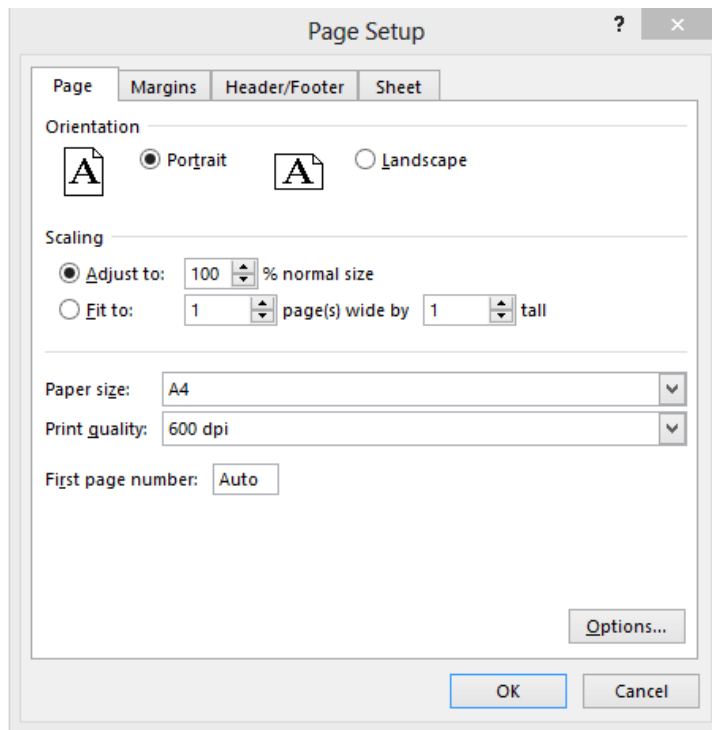 Page Setup ? ×
Page Margins Header/Footer Sheet
Orientation
A Portrait A Landscape
Scaling
Adjust to: 100 % normal size
Fit to: 1 page(s) wide by 1 tall
Paper size: A4
Print quality: 600 dpi
First page number: Auto
Options...
OK Cancel